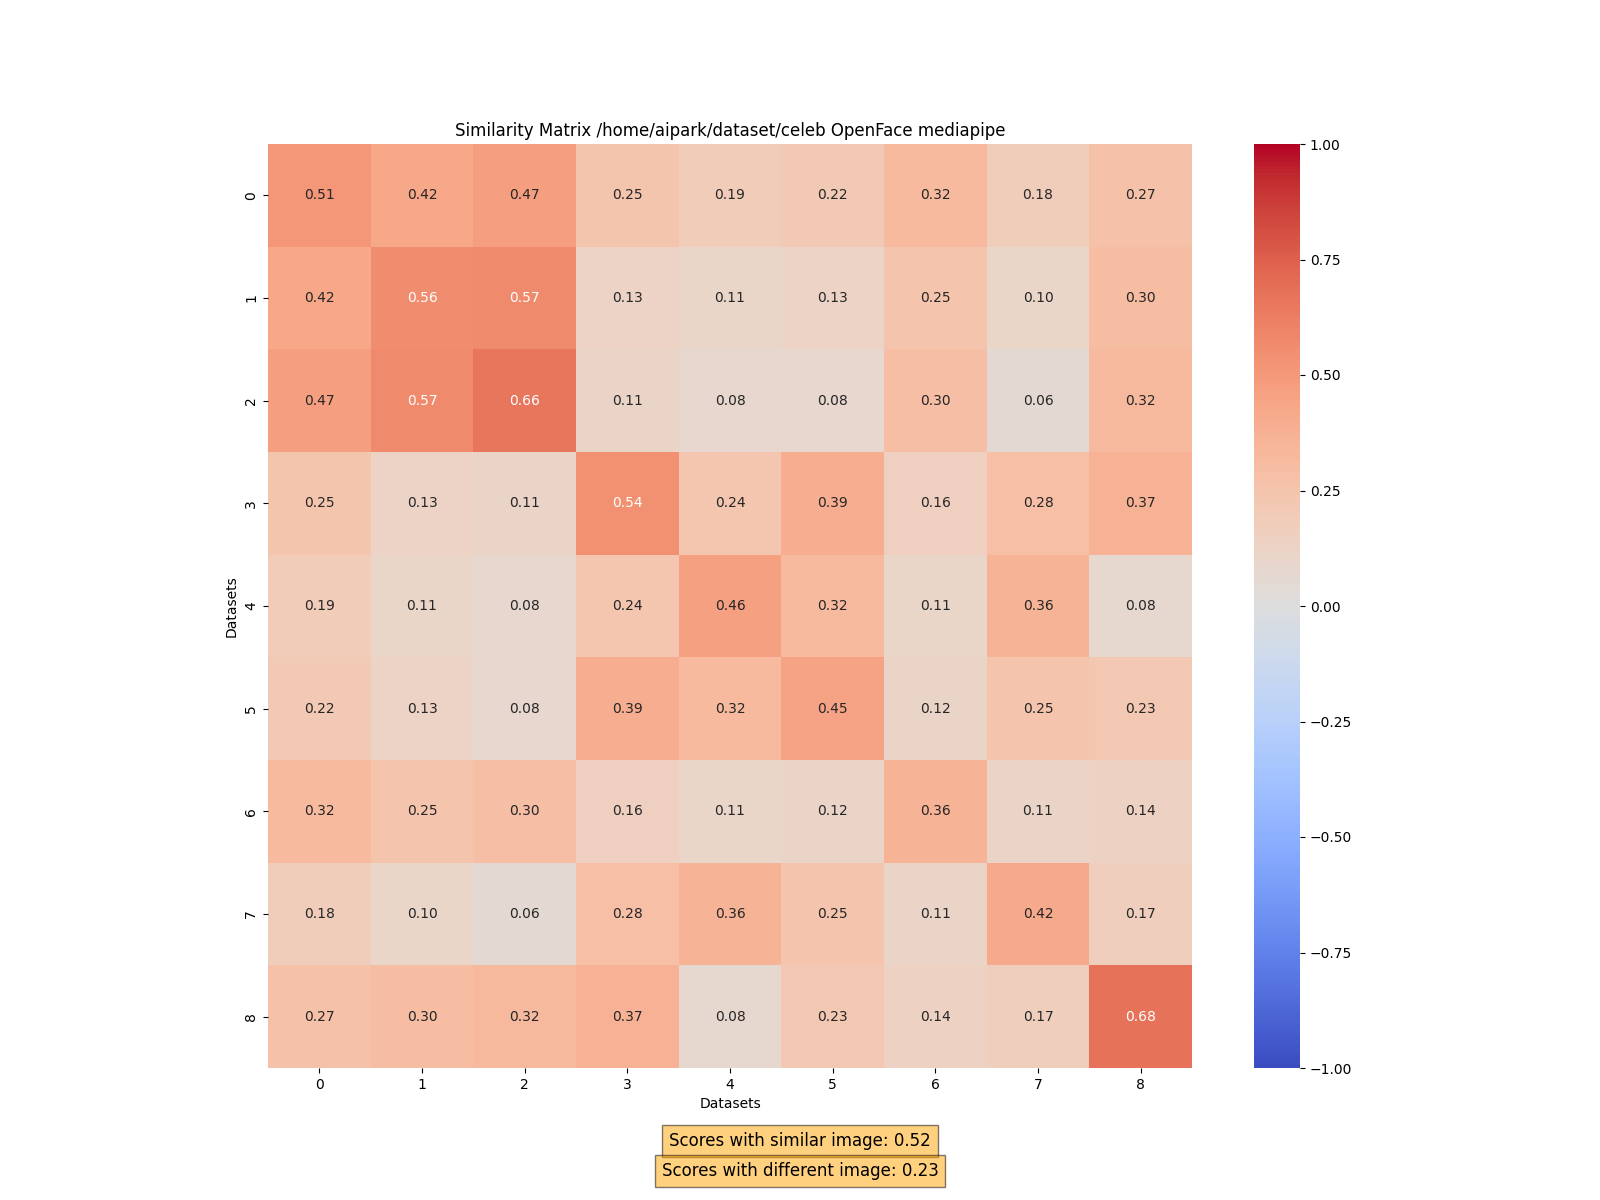 Similarity Matrix /home/aipark/dataset/celeb OpenFace mediapipe
0 0.51 0.42 0.47 0.25 0.19 0.22 0.32 0.18 0.27
1 0.42 0.56 0.57 0.13 0.11 0.13 0.25 0.10 0.30
2 0.47 0.57 0.66 0.11 0.08 0.08 0.30 0.06 0.32
3 0.25 0.13 0.11 0.54 0.24 0.39 0.16 0.28 0.37
4 0.19 0.11 0.08 0.24 0.46 0.32 0.11 0.36 0.08
5 0.22 0.13 0.08 0.39 0.32 0.45 0.12 0.25 0.23
6 0.32 0.25 0.30 0.16 0.11 0.12 0.36 0.11 0.14
7 0.18 0.10 0.06 0.28 0.36 0.25 0.11 0.42 0.17
8 0.27 0.30 0.32 0.37 0.08 0.23 0.14 0.17 0.68
0 1 2 3 4 5 6 7 8
Datasets
Datasets
1.00
0.75
0.50
0.25
0.00
−0.25
−0.50
−0.75
−1.00
Scores with similar image: 0.52
Scores with different image: 0.23